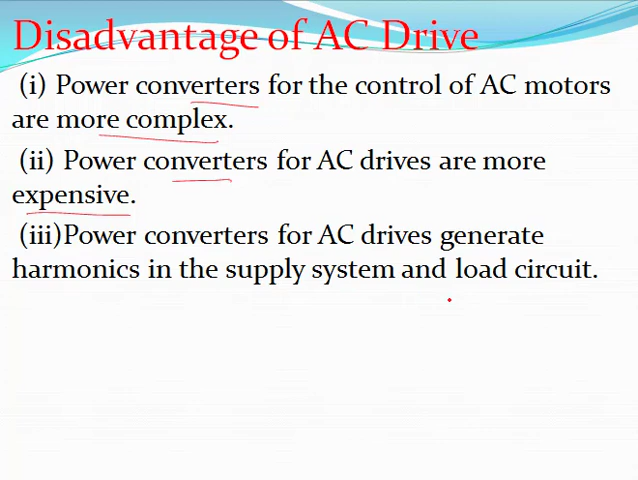 Disadvantage of AC Drive
(i) Power converters for the control of AC motors
are more complex.
(ii) Power converters for AC drives are more
expensive.
(iii)Power converters for AC drives generate
harmonics in the supply system and load circuit.